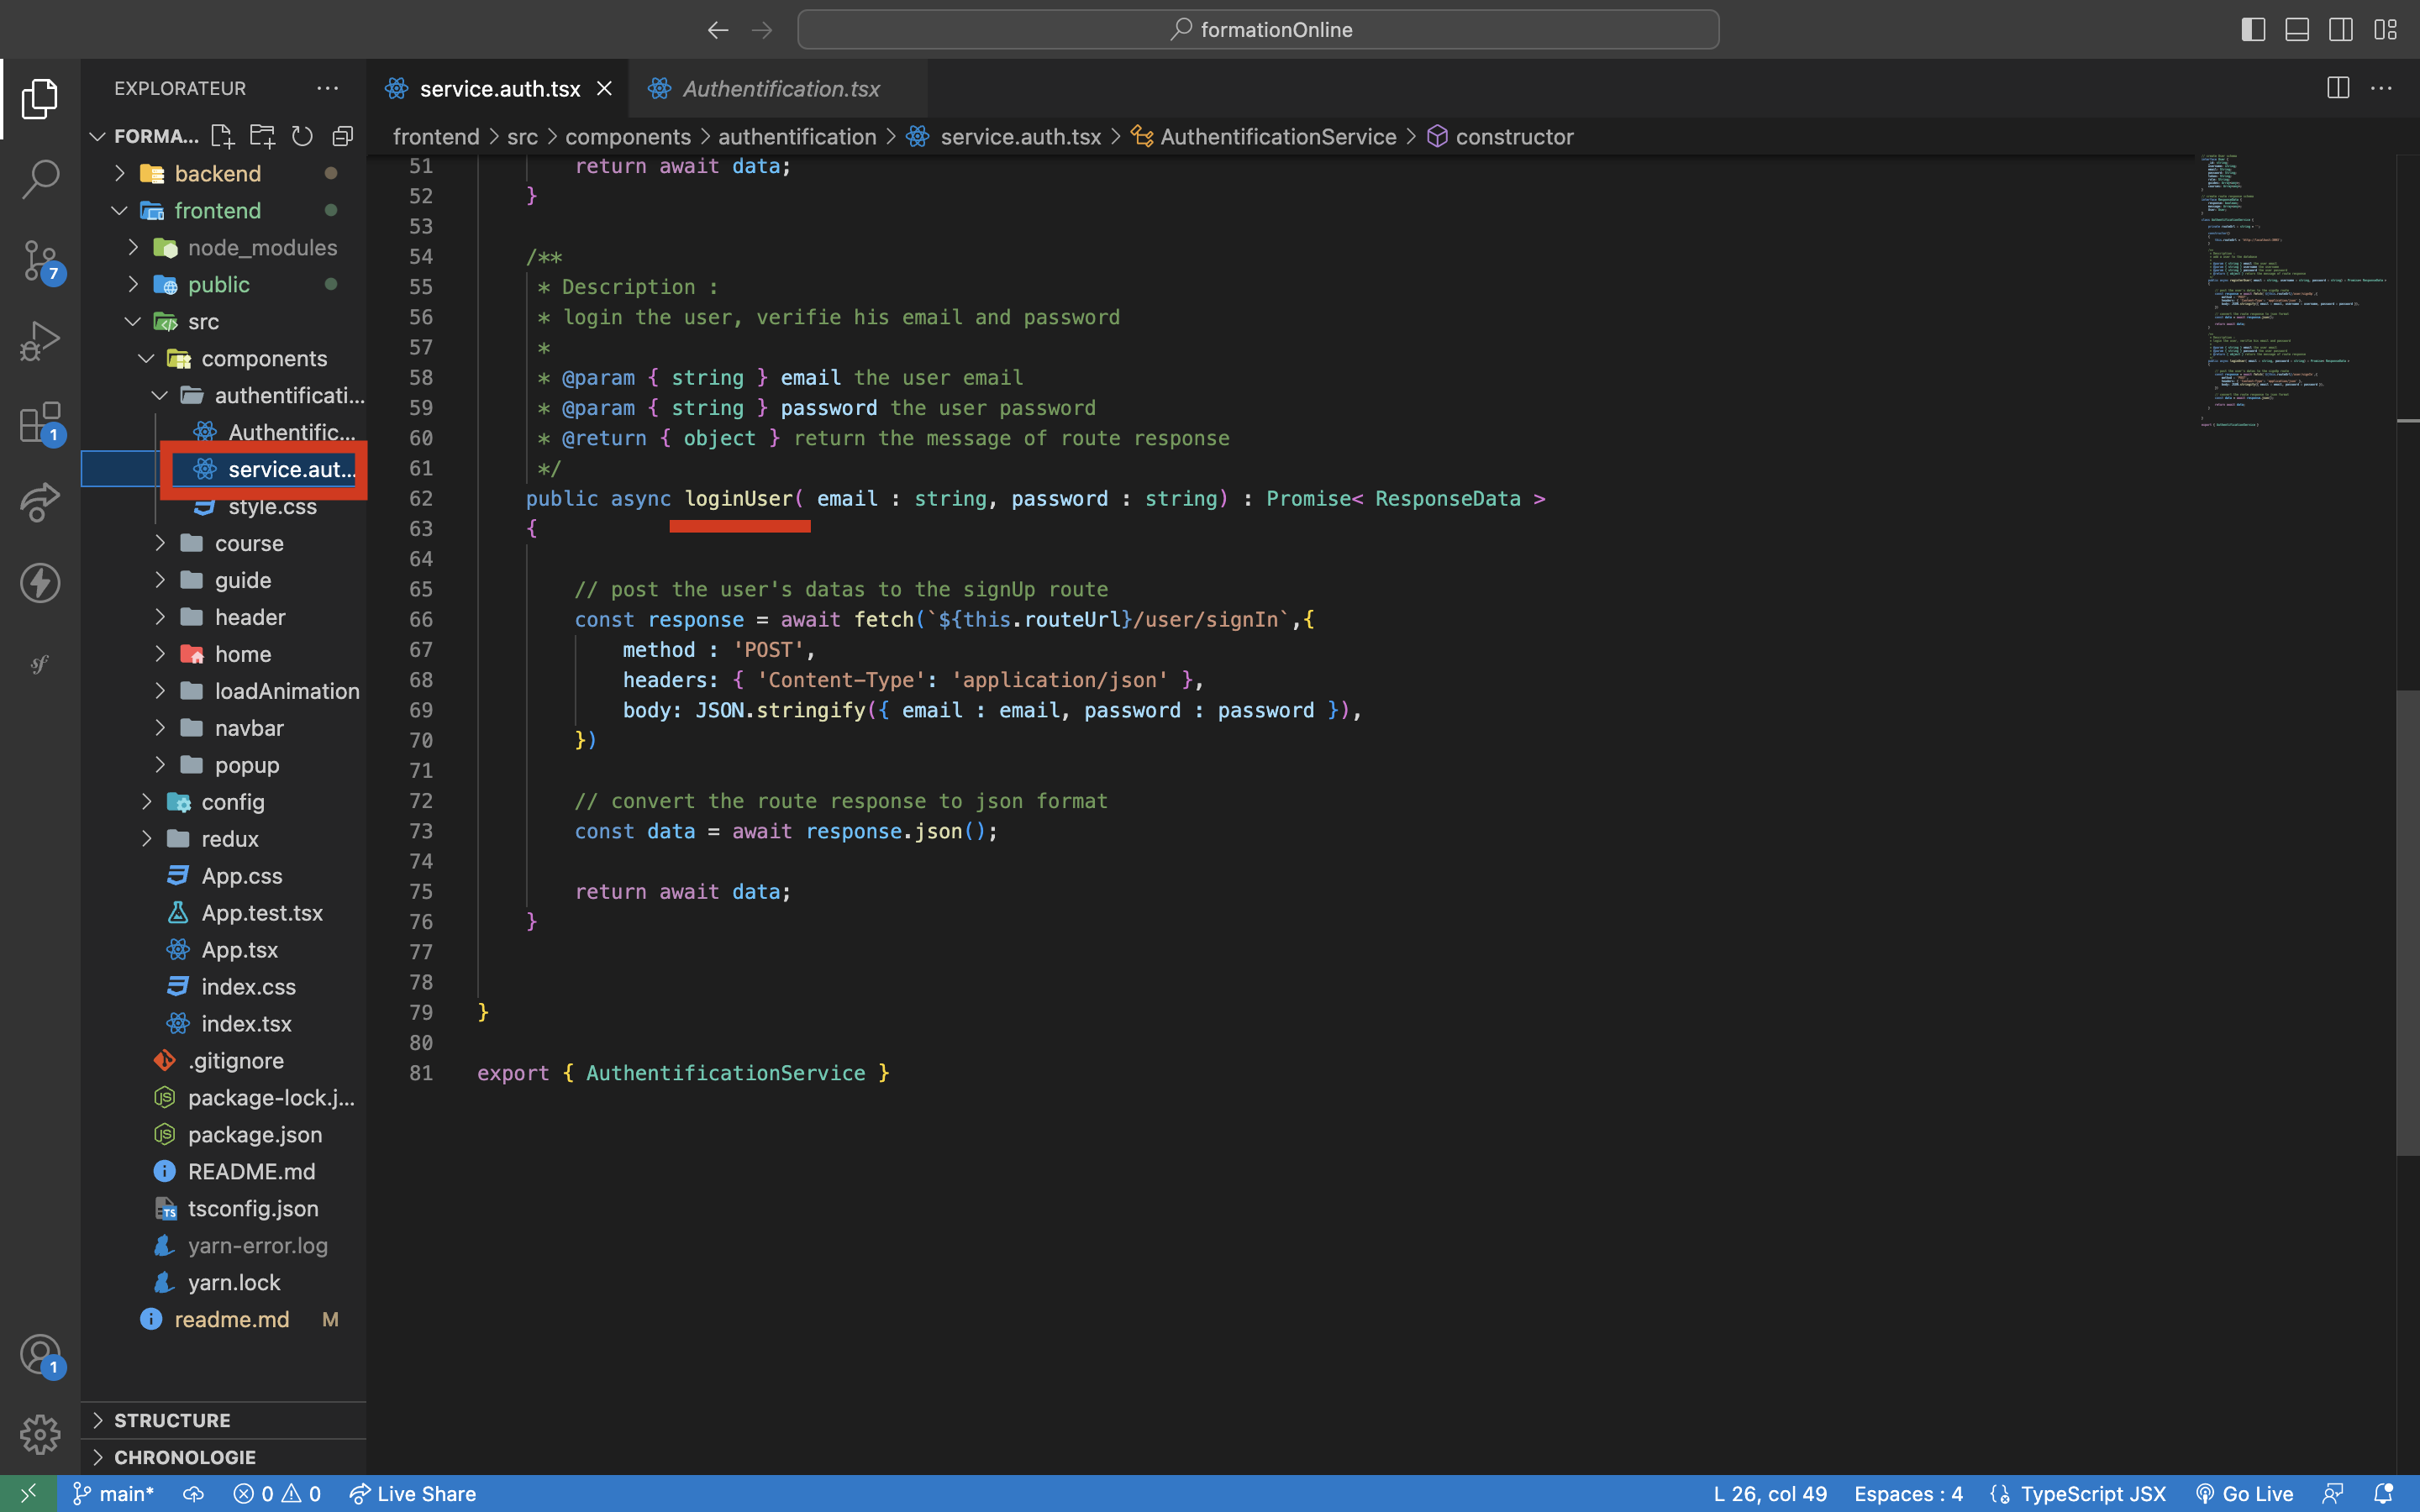 formationOnline
EXPLORATEUR
FORMA...
backend
frontend
node_modules
public
src
components
authentificati...
Authentific...
service.aut...
style.css
course
guide
header
home
loadAnimation
navbar
popup
config
redux
App.css
App.test.tsx
App.tsx
index.css
index.tsx
.gitignore
package-lock.j...
package.json
README.md
tsconfig.json
yarn-error.log
yarn.lock
readme.md M
STRUCTURE
CHRONOLOGIE
7
1
1
service.auth.tsx
Authentification.tsx
frontend > src > components > authentification > service.auth.tsx > AuthentificationService > constructor
51 return await data;
52 }
53
54 /**
55 * Description :
56 * login the user, verifie his email and password
57 *
58 * @param { string } email the user email
59 * @param { string } password the user password
60 * @return { object } return the message of route response
61 */
62 public async loginUser( email : string, password : string) : Promise< ResponseData >
63 {
64
65 // post the user's datas to the signUp route
66 const response = await fetch(`${this.routeUrl}/user/signIn`,{
67 method : 'POST',
68 headers: { 'Content-Type': 'application/json' },
69 body: JSON.stringify({ email : email, password : password }),
70 })
71
72 // convert the route response to json format
73 const data = await response.json();
74
75 return await data;
76 }
77
78
79 }
80
81 export { AuthentificationService }
main* 0 0 Live Share
L 26, col 49 Espaces : 4 TypeScript JSX Go Live